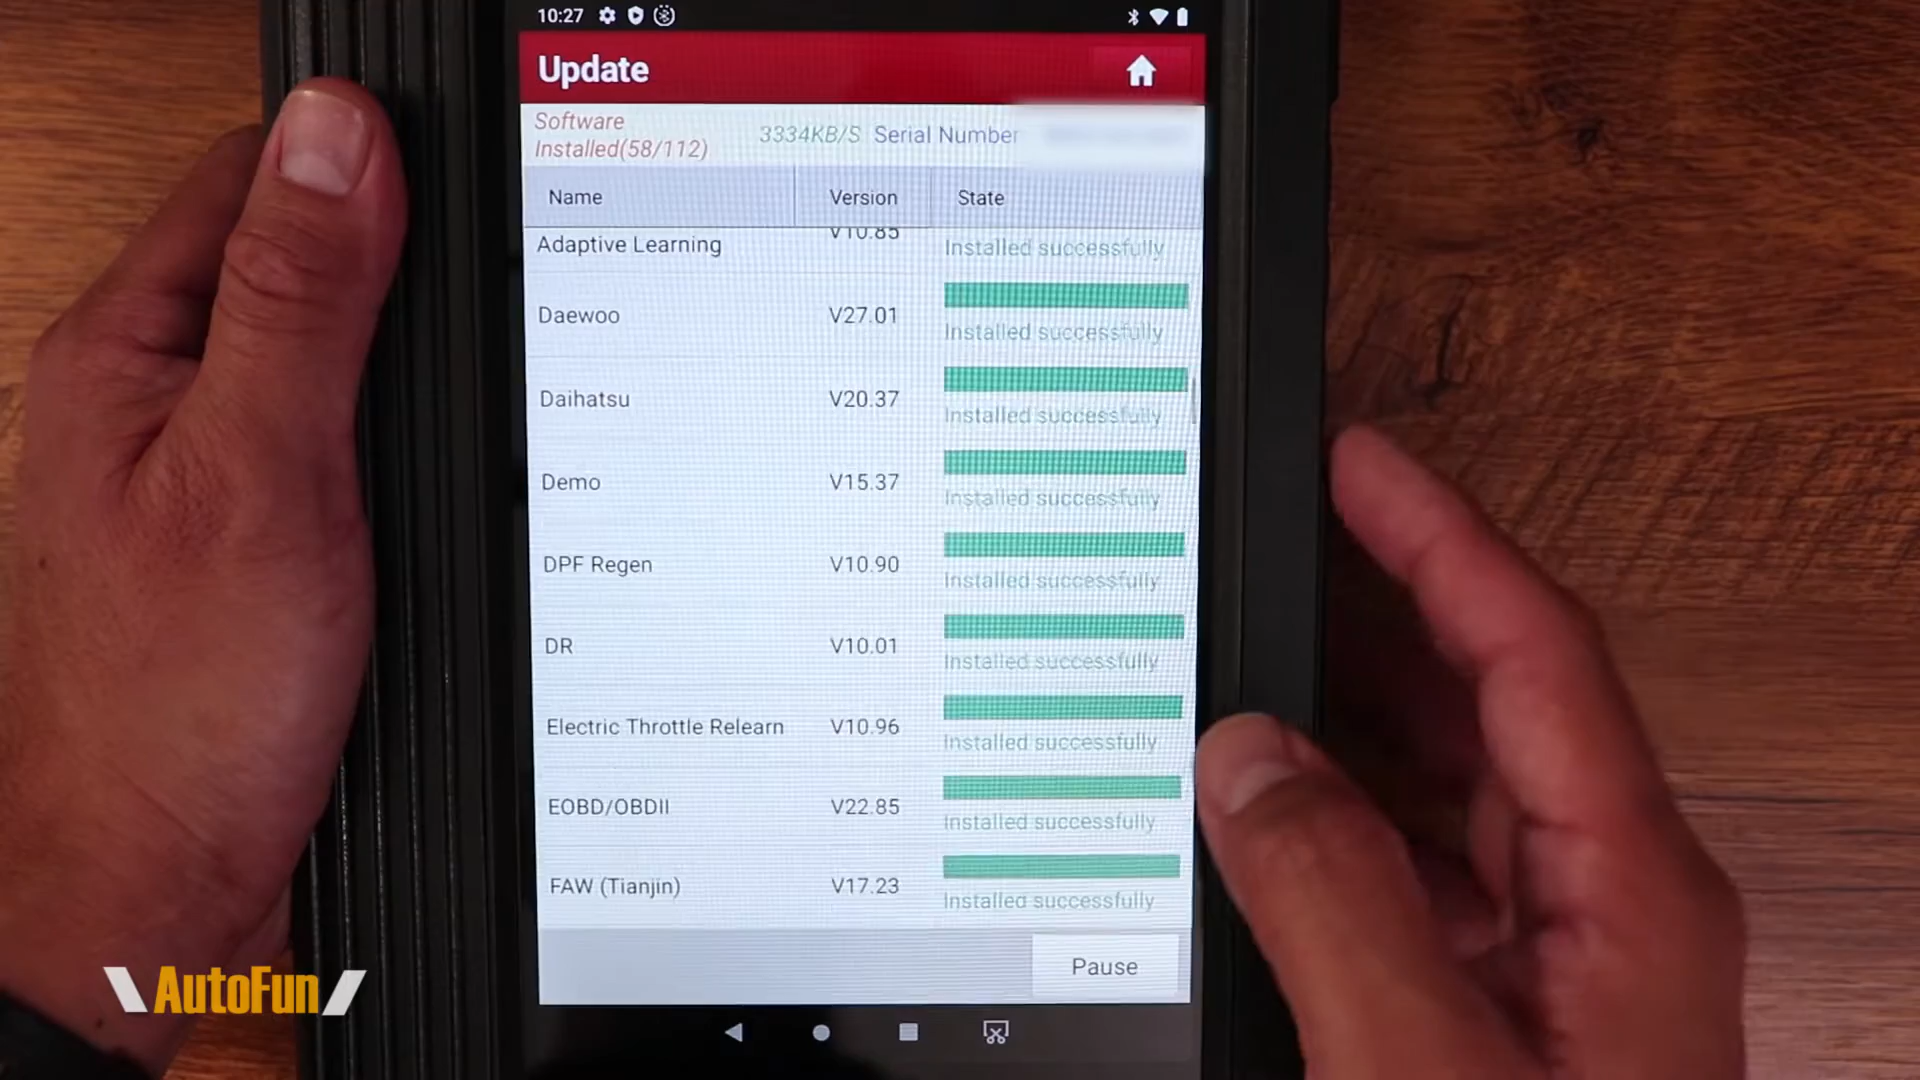 10:27
Update
Software
Installed(58/112)
3334KB/S
Serial Number
Name
Version
State
Adaptive Learning
V10.85
Installed successfully
Daewoo
V27.01
Installed successfully
Daihatsu
V20.37
Installed successfully
Demo
V15.37
Installed successfully
DPF Regen
V10.90
Installed successfully
DR
V10.01
Installed successfully
Electric Throttle Relearn
V10.96
Installed successfully
EOBD/OBDII
V22.85
Installed successfully
FAW (Tianjin)
V17.23
Installed successfully
Pause
AutoFun